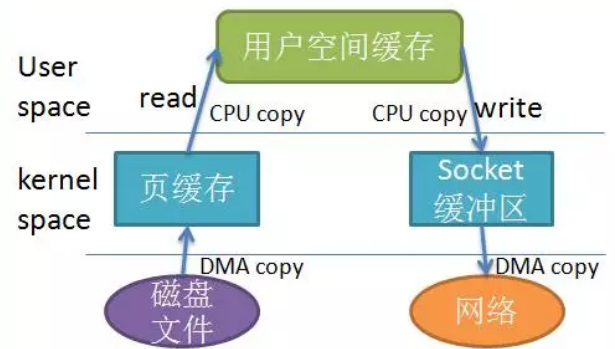 用户空间缓存
User
space
read
CPU copy
CPU copy
write
kernel
space
页缓存
Socket
缓冲区
DMA copy
DMA copy
磁盘
文件
网络